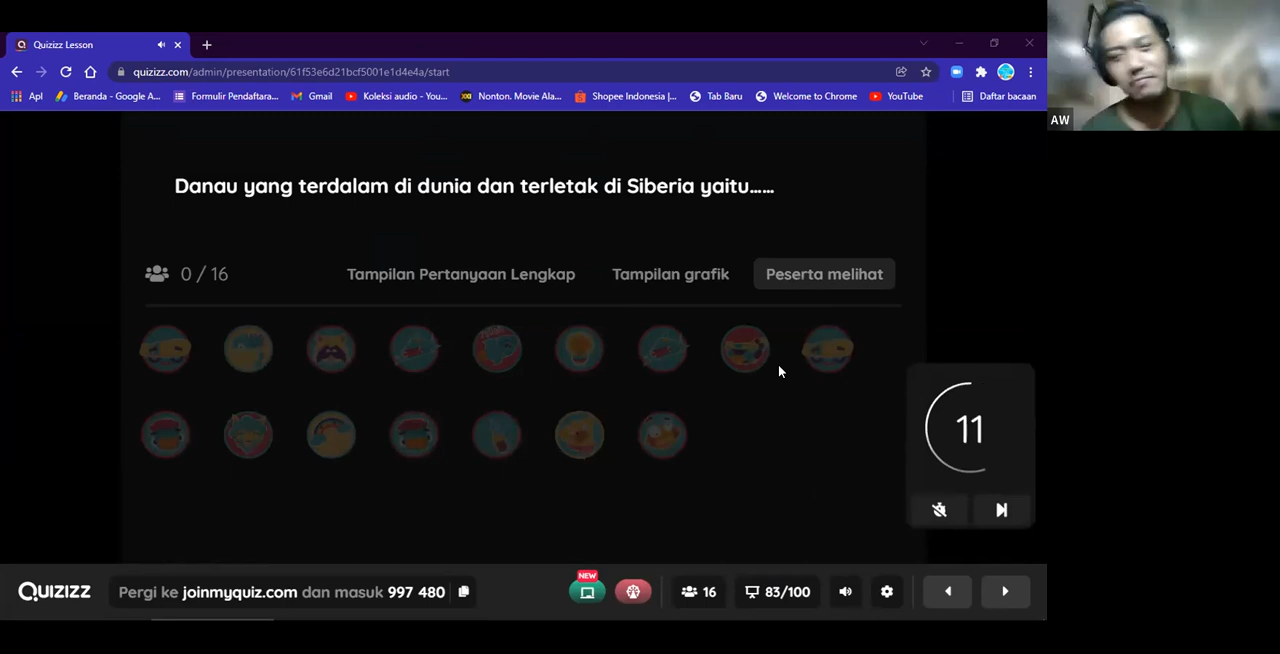 Quizizz Lesson
quizizz.com/admin/presentation/61f53e6d21bcf5001e1d4e4a/start
Apl
Beranda - Google A...
Formulir Pendaftara...
Gmail
Koleksi audio - You...
Nonton. Movie Ala...
Shopee Indonesia |...
Tab Baru
Welcome to Chrome
YouTube
Daftar bacaan
AW
Danau yang terdalam di dunia dan terletak di Siberia yaitu......
0 / 16
Tampilan Pertanyaan Lengkap
Tampilan grafik
Peserta melihat
11
QUIZIZZ
Pergi ke joinmyquiz.com dan masuk 997 480
NEW
16
83/100